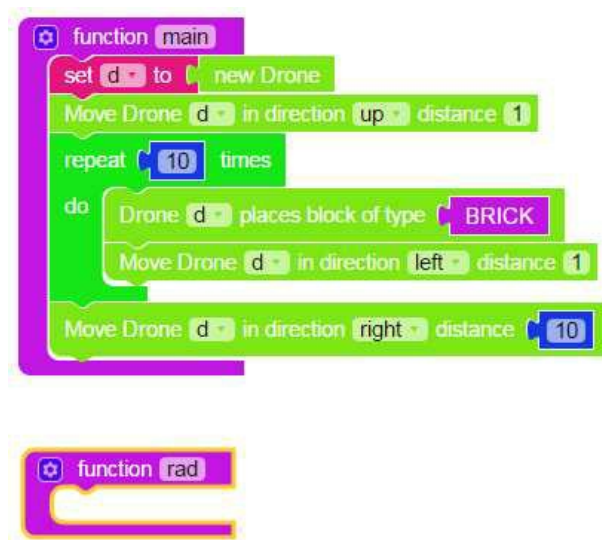 function main
set d to new Drone
Move Drone d in direction up distance 1
repeat 10 times
do
Drone d places block of type BRICK
Move Drone d in direction left distance 1
Move Drone d in direction right distance 10
function rad